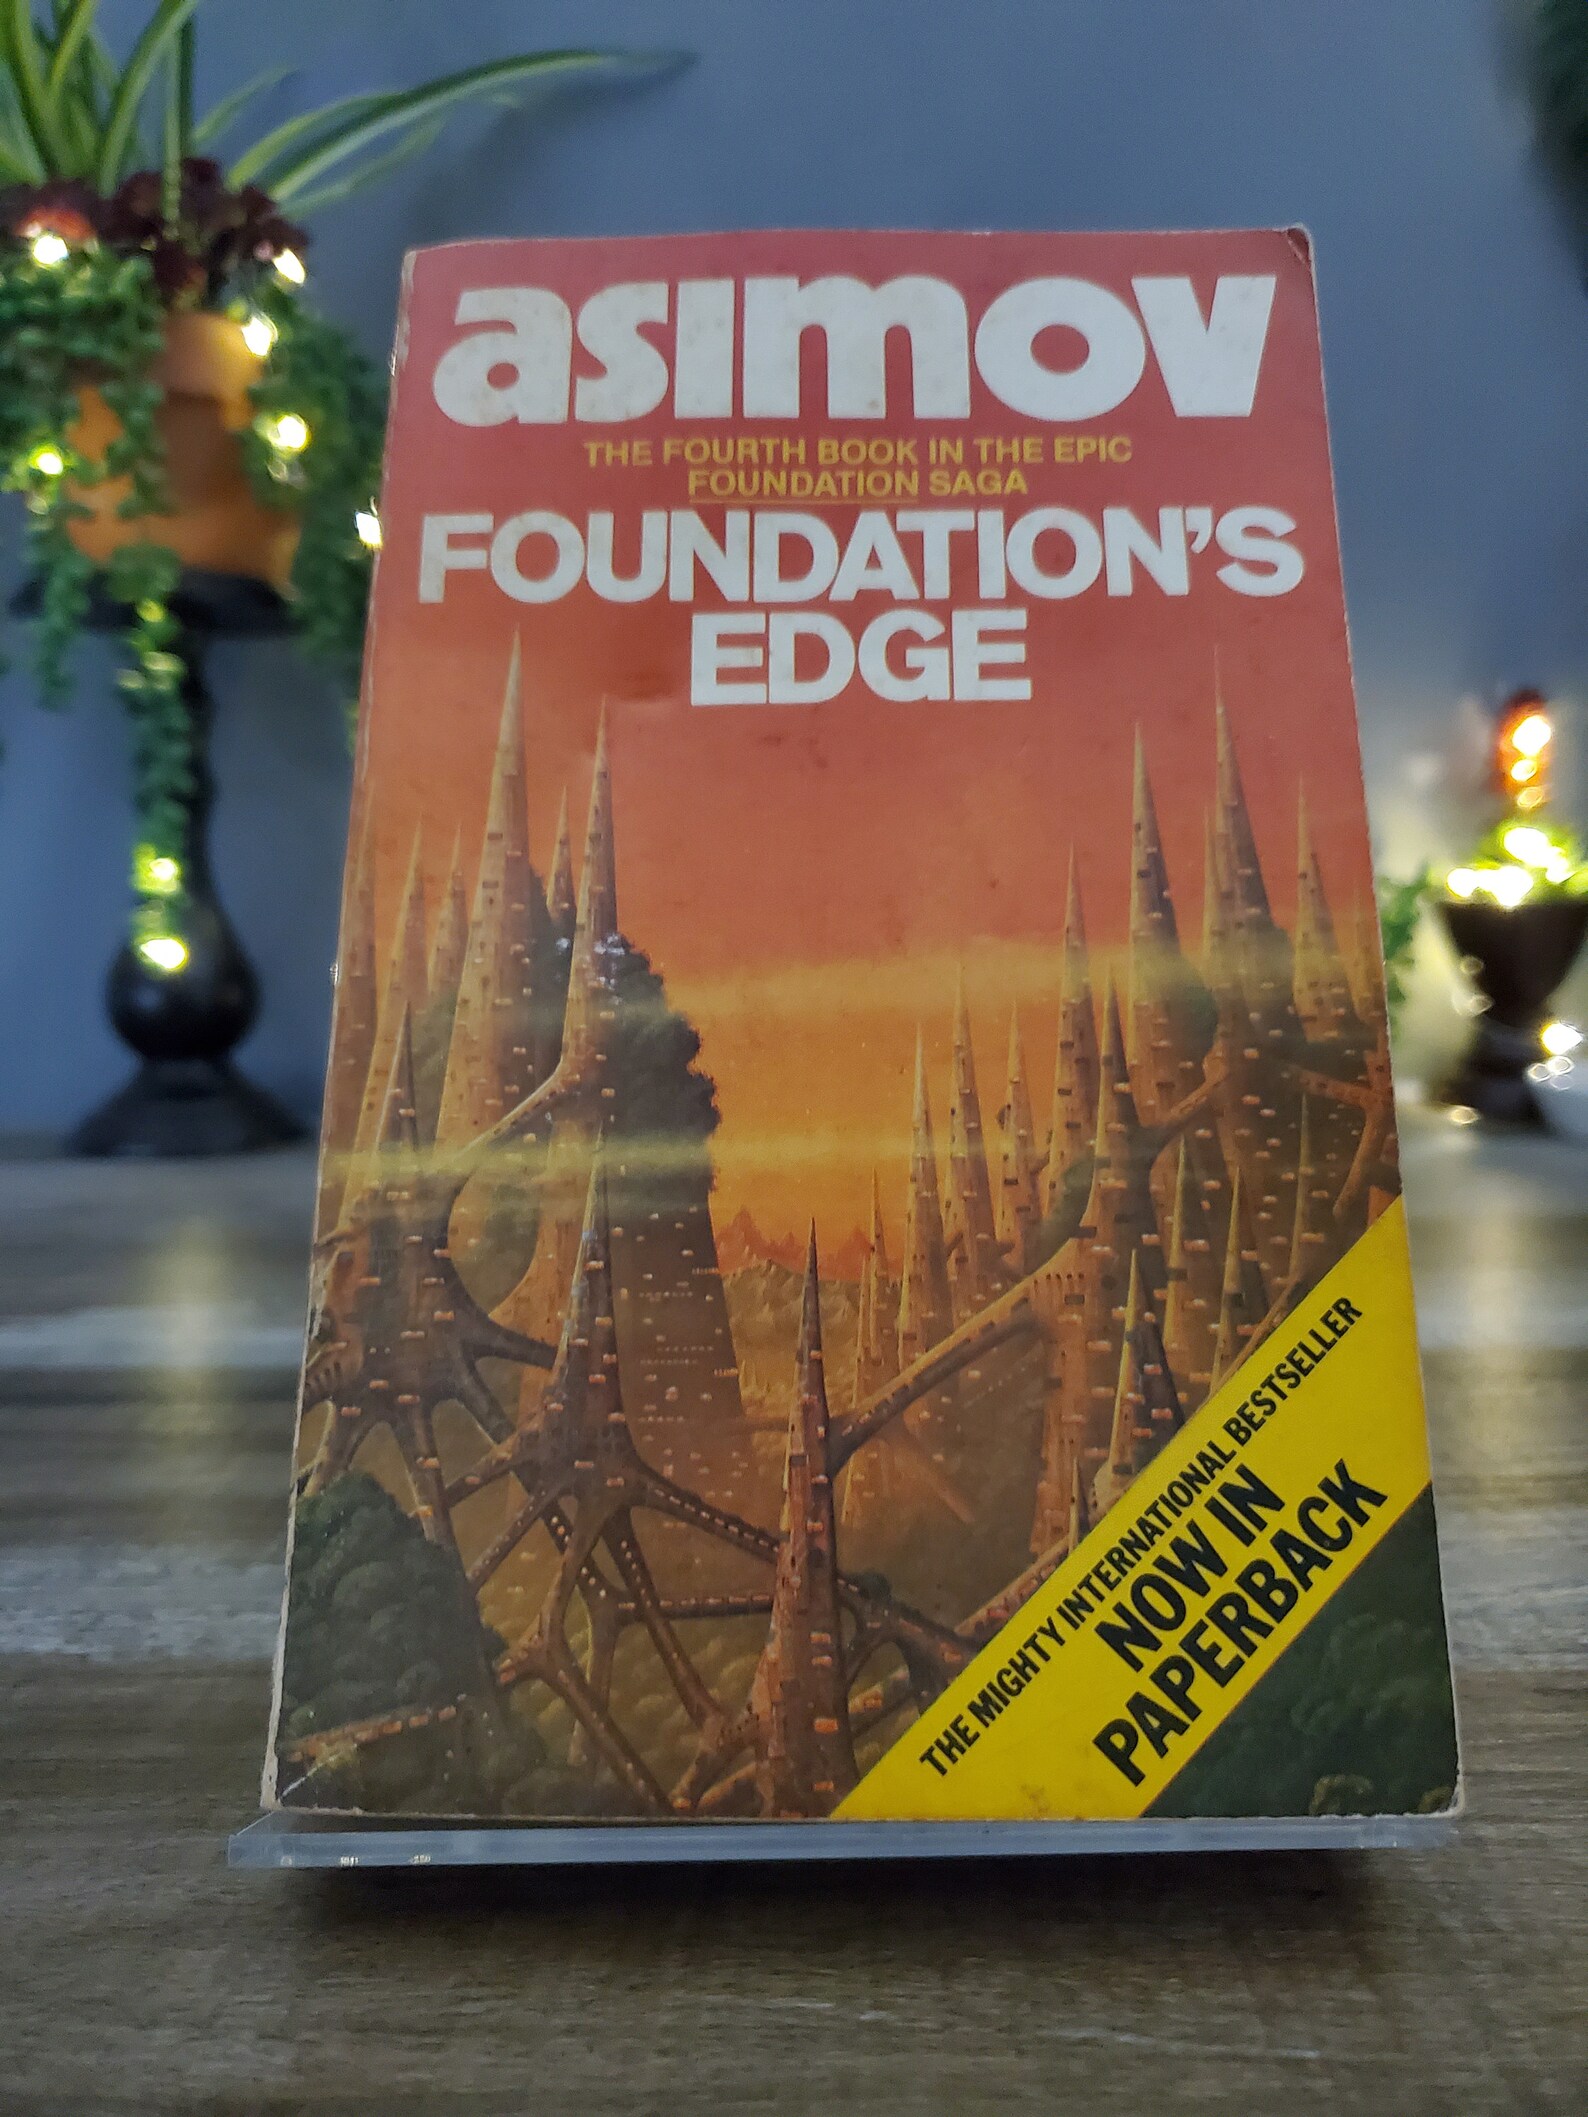 asimov
THE FOURTH BOOK IN THE EPIC
FOUNDATION SAGA
FOUNDATION'S
EDGE
THE MIGHTY INTERNATIONAL BESTSELLER
NOW IN
PAPERBACK